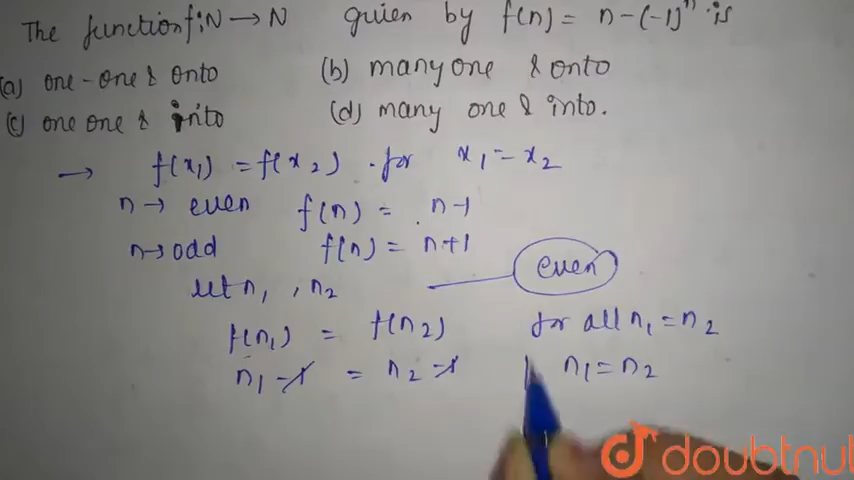 The function f: N → N guien by f(n) = n-(-1)ⁿ is
(a) one-one & onto (b) many one & onto
(c) one one & into (d) many one & into.
→ f(x₁) = f(x₂) . for x₁ = x₂
n → even f(n) = n-1
n → odd f(n) = n+1
let n₁, n₂ even
f(n₁) = f(n₂) for all n₁ = n₂
n₁ - 1 = n₂ - 1 n₁ = n₂
doubtnut